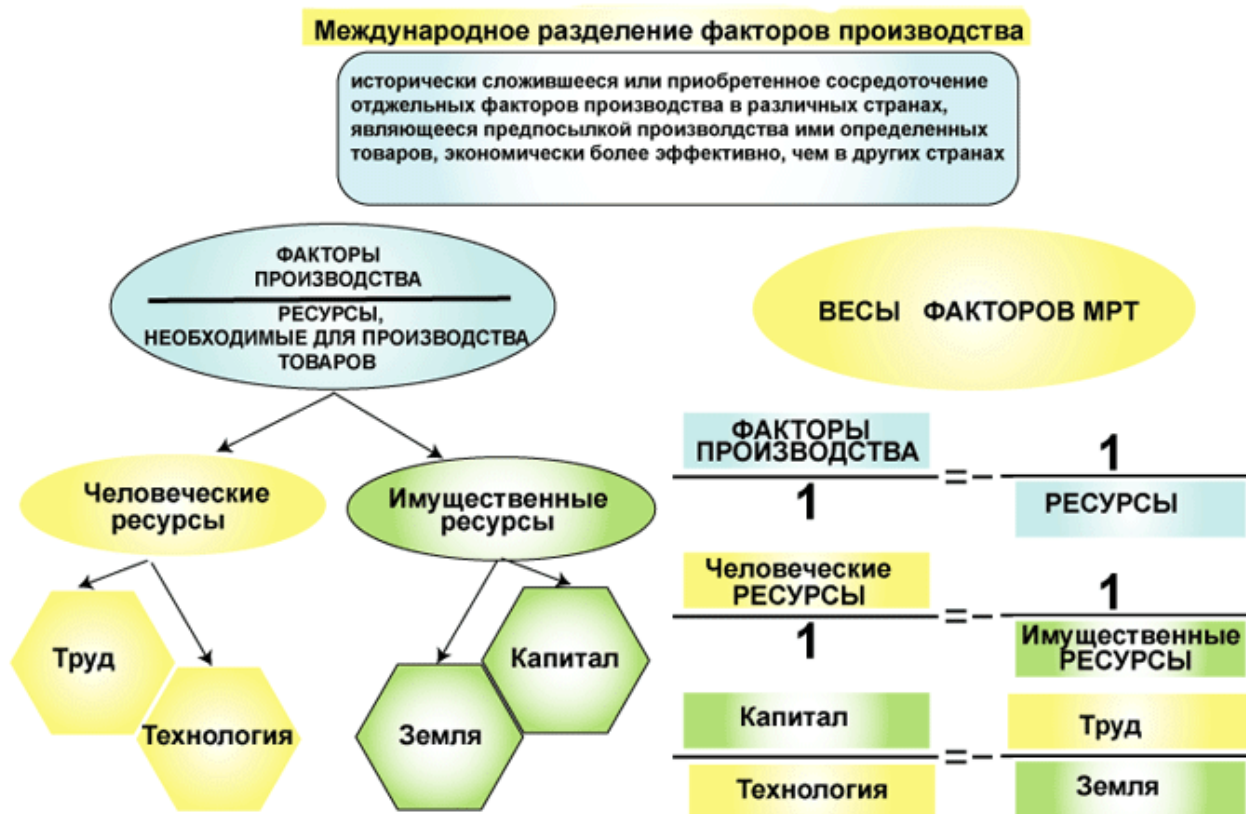 Международное разделение факторов производства
исторически сложившееся или приобретенное сосредоточение
отджельных факторов производства в различных странах,
являющееся предпосылкой произволдства ими определенных
товаров, экономически более эффективно, чем в других странах
ФАКТОРЫ
ПРОИЗВОДСТВА
РЕСУРСЫ,
НЕОБХОДИМЫЕ ДЛЯ ПРОИЗВОДСТВА
ТОВАРОВ
Человеческие
ресурсы
Имущественные
ресурсы
Труд
Технология
Земля
Капитал
ВЕСЫ ФАКТОРОВ МРТ
ФАКТОРЫ
ПРОИЗВОДСТВА
1
=-
1
РЕСУРСЫ
Человеческие
РЕСУРСЫ
1
=-
1
Имущественные
РЕСУРСЫ
Капитал
Технология
=-
Труд
Земля